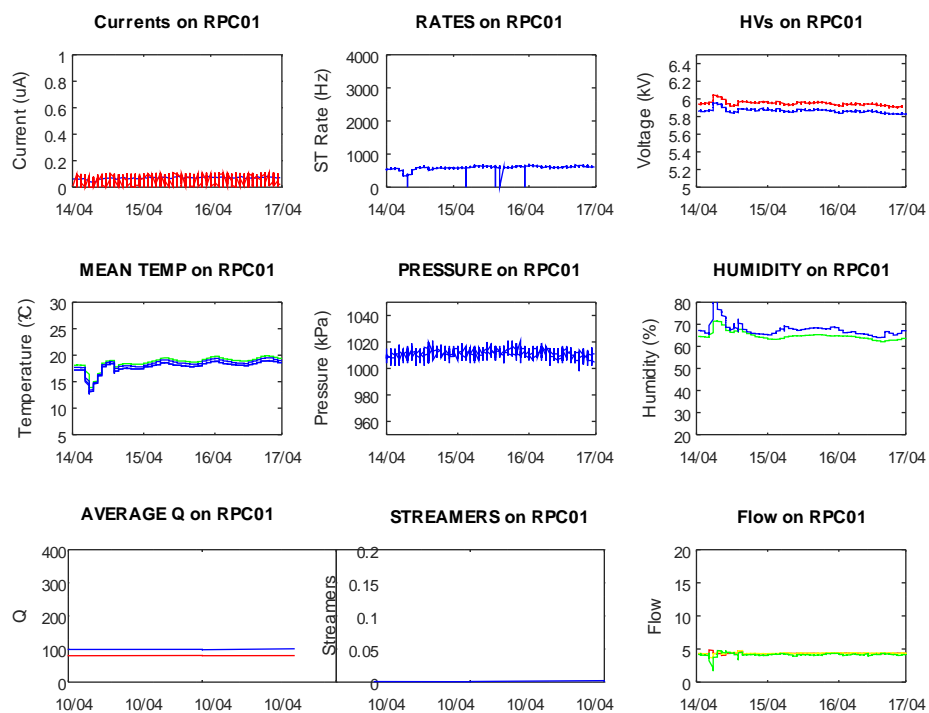 Currents on RPC01
1
0.8
0.6
0.4
0.2
0
Current (uA)
14/04 15/04 16/04 17/04
RATES on RPC01
4000
3000
2000
1000
0
ST Rate (Hz)
14/04 15/04 16/04 17/04
HVs on RPC01
6.4
6.2
6
5.8
5.6
5.4
5.2
5
Voltage (kV)
14/04 15/04 16/04 17/04
MEAN TEMP on RPC01
30
25
20
15
10
5
Temperature (?C)
14/04 15/04 16/04 17/04
PRESSURE on RPC01
1040
1020
1000
980
960
Pressure (kPa)
14/04 15/04 16/04 17/04
HUMIDITY on RPC01
80
70
60
50
40
30
20
Humidity (%)
14/04 15/04 16/04 17/04
AVERAGE Q on RPC01
400
300
200
100
0
Q
10/04 10/04 10/04
STREAMERS on RPC01
0.2
0.15
0.1
0.05
0
Streamers
10/04 10/04 10/04
Flow on RPC01
20
15
10
5
0
Flow
14/04 15/04 16/04 17/04